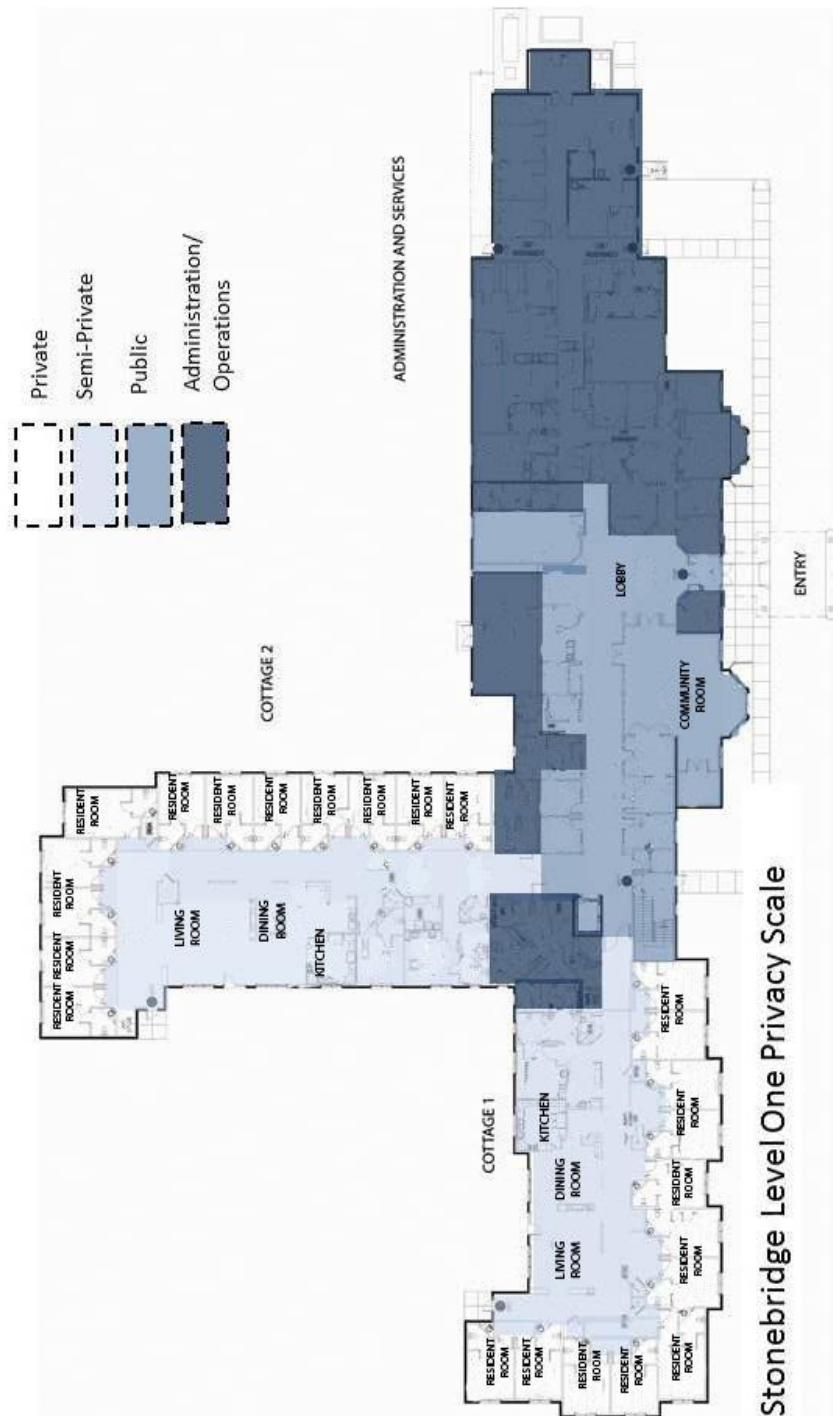 Private
Semi-Private
Public
Administration/
Operations
ADMINISTRATION AND SERVICES
COTTAGE 2
RESIDENT
ROOM
RESIDENT
ROOM
RESIDENT
ROOM
RESIDENT
ROOM
RESIDENT
ROOM
RESIDENT
ROOM
RESIDENT
ROOM
RESIDENT
ROOM
RESIDENT
ROOM
RESIDENT
ROOM
RESIDENT
ROOM
LIVING
ROOM
DINING
ROOM
KITCHEN
LOBBY
COMMUNITY
ROOM
ENTRY
COTTAGE 1
KITCHEN
DINING
ROOM
LIVING
ROOM
RESIDENT
ROOM
RESIDENT
ROOM
RESIDENT
ROOM
RESIDENT
ROOM
RESIDENT
ROOM
RESIDENT
ROOM
RESIDENT
ROOM
RESIDENT
ROOM
RESIDENT
ROOM
RESIDENT
ROOM
Stonebridge Level One Privacy Scale